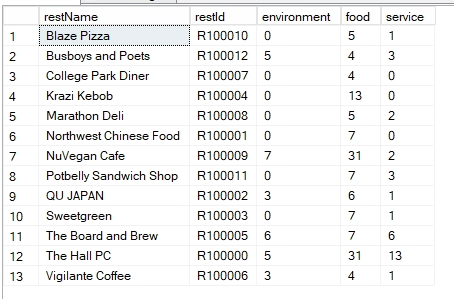 restName restId environment food service
1 Blaze Pizza R100010 0 5 1
2 Busboys and Poets R100012 5 4 3
3 College Park Diner R100007 0 4 0
4 Krazi Kebob R100004 0 13 0
5 Marathon Deli R100008 0 5 2
6 Northwest Chinese Food R100001 0 7 0
7 NuVegan Cafe R100009 7 31 2
8 Potbelly Sandwich Shop R100011 0 7 3
9 QU JAPAN R100002 3 6 1
10 Sweetgreen R100003 0 7 1
11 The Board and Brew R100005 6 7 6
12 The Hall PC R100000 5 31 13
13 Vigilante Coffee R100006 3 4 1